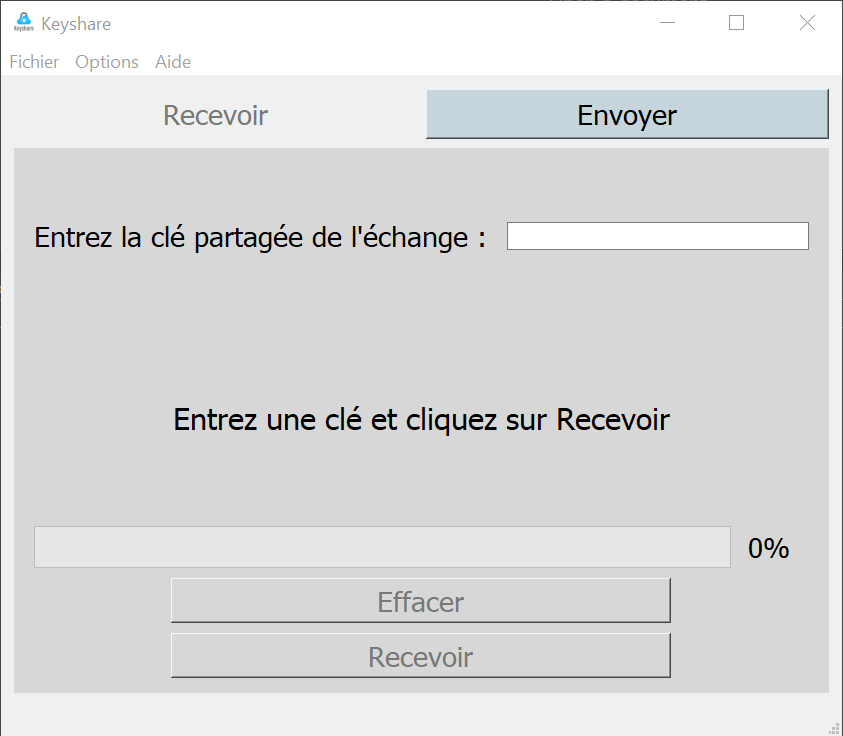 Keyshare
Fichier Options Aide
Recevoir Envoyer
Entrez la clé partagée de l'échange :
Entrez une clé et cliquez sur Recevoir
0%
Effacer
Recevoir